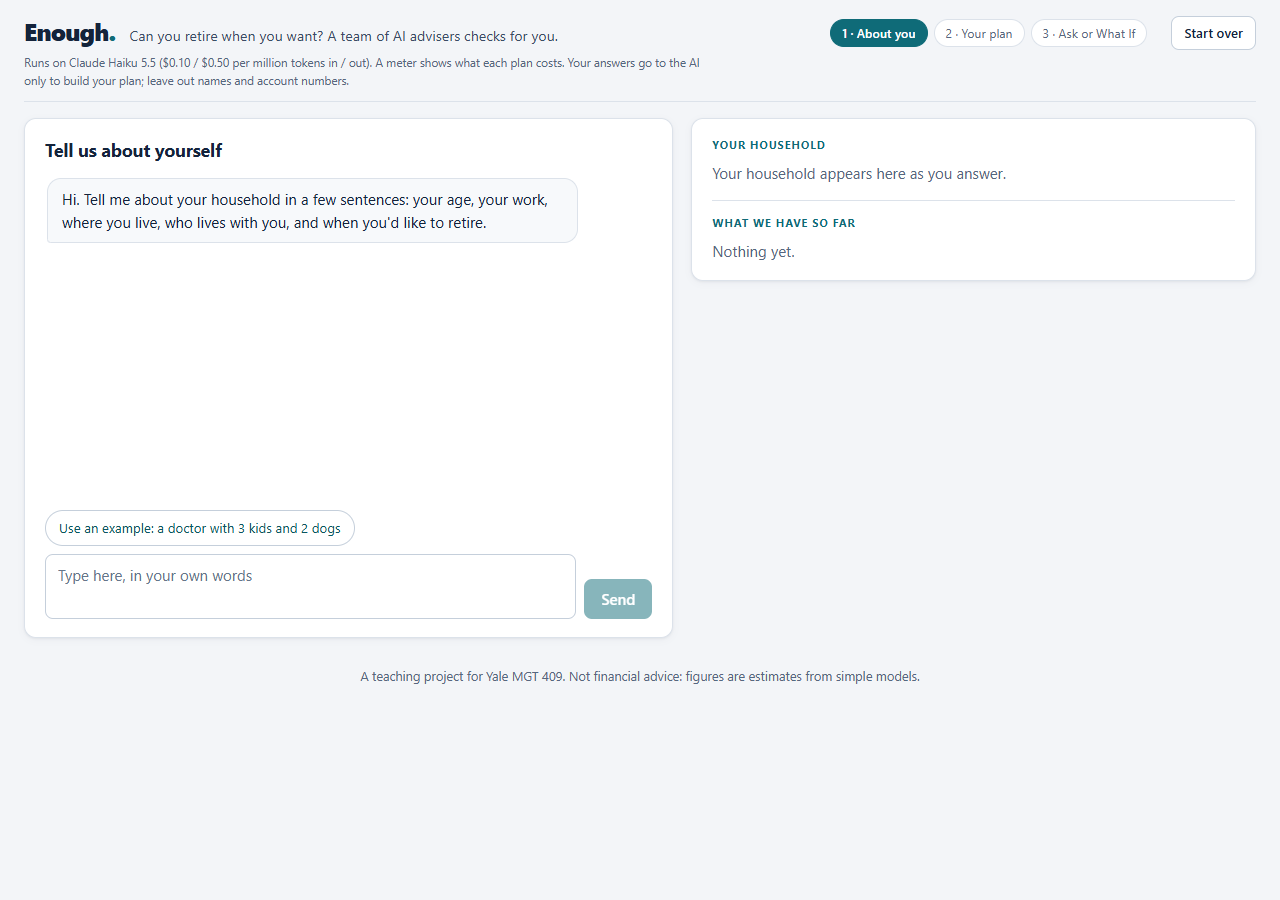 Enough. Can you retire when you want? A team of AI advisers checks for you.
1 · About you
2 · Your plan
3 · Ask or What If
Start over
Runs on Claude Haiku 5.5 ($0.10 / $0.50 per million tokens in / out). A meter shows what each plan costs. Your answers go to the AI
only to build your plan; leave out names and account numbers.
Tell us about yourself
Hi. Tell me about your household in a few sentences: your age, your work,
where you live, who lives with you, and when you'd like to retire.
Use an example: a doctor with 3 kids and 2 dogs
Type here, in your own words
Send
YOUR HOUSEHOLD
Your household appears here as you answer.
WHAT WE HAVE SO FAR
Nothing yet.
A teaching project for Yale MGT 409. Not financial advice: figures are estimates from simple models.